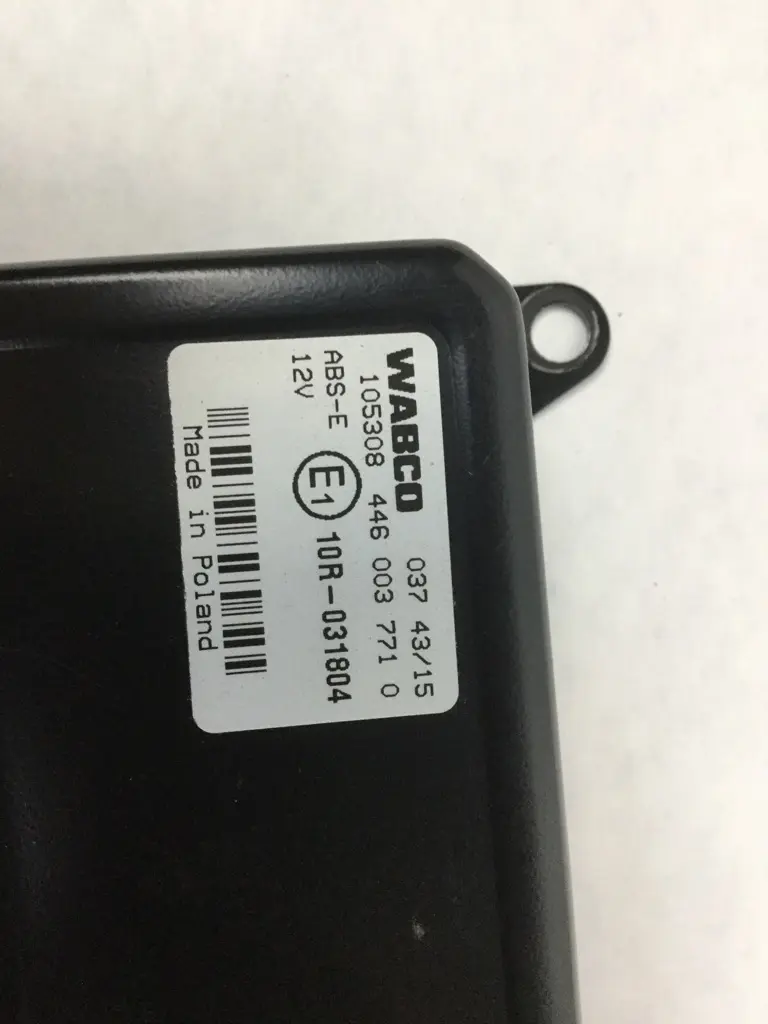 WABCO 037 43/15
105308 446 003 771 0
ABS-E E1 10R-031804
12V
Made in Poland